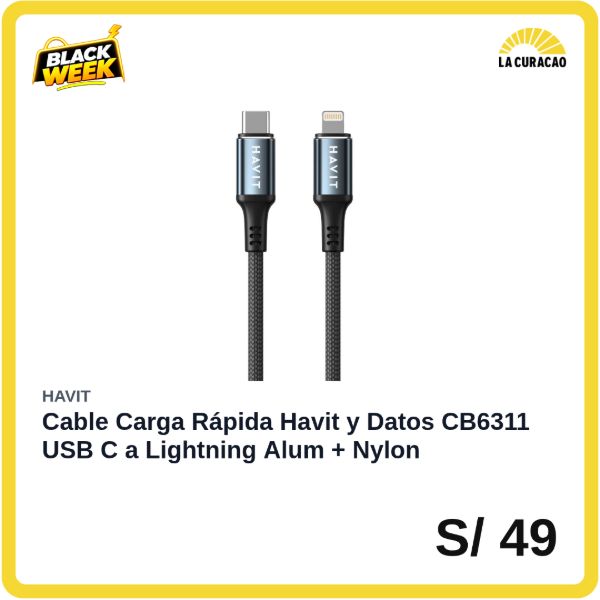 BLACK
WEEK
LA CURACAO
HAVIT
HAVIT
HAVIT
Cable Carga Rápida Havit y Datos CB6311
USB C a Lightning Alum + Nylon
S/ 49